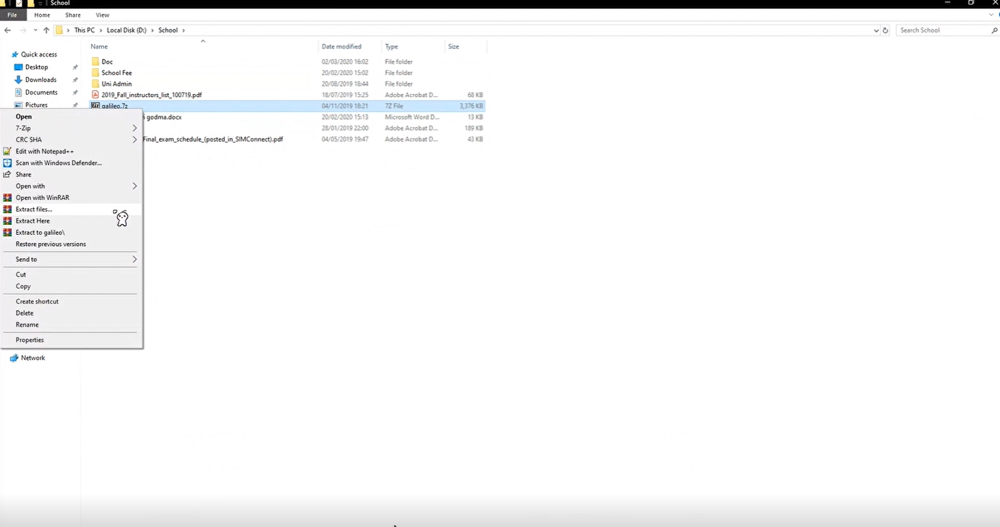 School
File Home Share View
This PC Local Disk (D:) School
Search School
Name Date modified Type Size
Quick access
Desktop
Downloads
Documents
Pictures
Doc 02/03/2020 16:02 File folder
School Fee 20/02/2020 15:02 File folder
Uni Admin 20/08/2019 18:44 File folder
2019_Fall_instructors_list_100719.pdf 18/07/2019 15:25 Adobe Acrobat D... 68 KB
galileo.7z 04/11/2019 18:21 7Z File 3,376 KB
i godma.docx 20/02/2020 15:13 Microsoft Word D... 13 KB
28/01/2019 22:00 Adobe Acrobat D... 189 KB
Final_exam_schedule_(posted_in_SIMConnect).pdf 04/05/2019 19:47 Adobe Acrobat D... 43 KB
Open
7-Zip
CRC SHA
Edit with Notepad++
Scan with Windows Defender...
Share
Open with
Open with WinRAR
Extract files...
Extract Here
Extract to galileo\
Restore previous versions
Send to
Cut
Copy
Create shortcut
Delete
Rename
Properties
Network